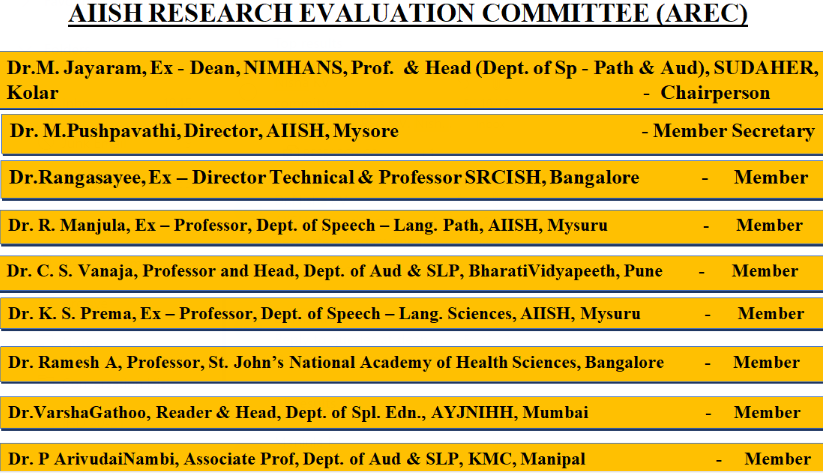 AIISH RESEARCH EVALUATION COMMITTEE (AREC)
Dr.M. Jayaram, Ex - Dean, NIMHANS, Prof. & Head (Dept. of Sp - Path & Aud), SUDAHER,
Kolar - Chairperson
Dr. M.Pushpavathi, Director, AIISH, Mysore - Member Secretary
Dr.Rangasayee, Ex – Director Technical & Professor SRCISH, Bangalore - Member
Dr. R. Manjula, Ex – Professor, Dept. of Speech – Lang. Path, AIISH, Mysuru - Member
Dr. C. S. Vanaja, Professor and Head, Dept. of Aud & SLP, BharatiVidyapeeth, Pune - Member
Dr. K. S. Prema, Ex – Professor, Dept. of Speech – Lang. Sciences, AIISH, Mysuru - Member
Dr. Ramesh A, Professor, St. John’s National Academy of Health Sciences, Bangalore - Member
Dr.VarshaGathoo, Reader & Head, Dept. of Spl. Edn., AYJNIHH, Mumbai - Member
Dr. P ArivudaiNambi, Associate Prof, Dept. of Aud & SLP, KMC, Manipal - Member